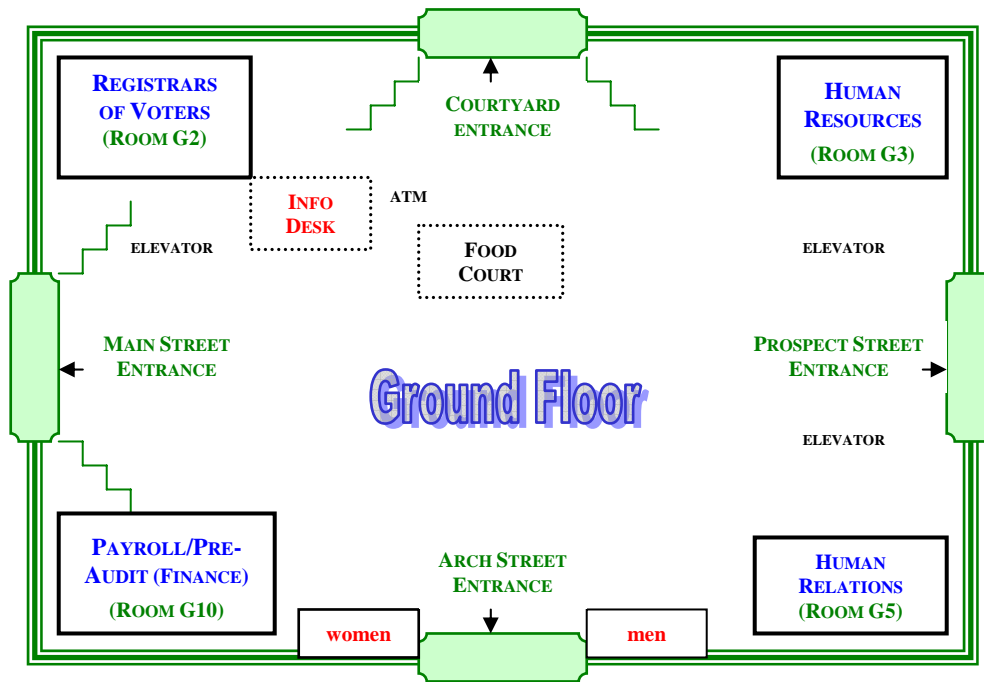 REGISTRARS
OF VOTERS
(ROOM G2)
COURTYARD
ENTRANCE
HUMAN
RESOURCES
(ROOM G3)
INFO
DESK
ATM
FOOD
COURT
ELEVATOR
ELEVATOR
MAIN STREET
ENTRANCE
PROSPECT STREET
ENTRANCE
Ground Floor
ELEVATOR
PAYROLL/PRE-
AUDIT (FINANCE)
(ROOM G10)
ARCH STREET
ENTRANCE
HUMAN
RELATIONS
(ROOM G5)
women
men